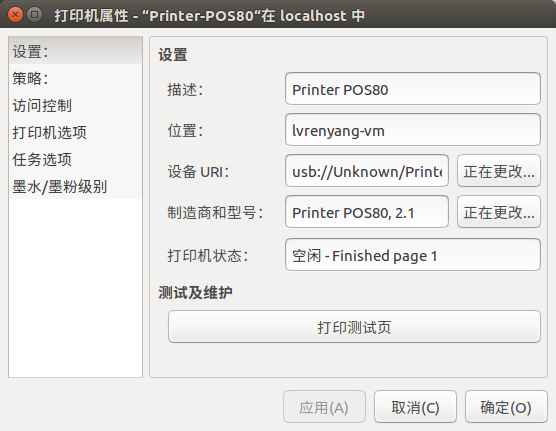 打印机属性 - “Printer-POS80“在 localhost 中
设置：
策略：
访问控制
打印机选项
任务选项
墨水/墨粉级别
设置
描述： Printer POS80
位置： lvrenyang-vm
设备 URI： usb://Unknown/Printe 正在更改...
制造商和型号： Printer POS80, 2.1 正在更改...
打印机状态： 空闲 - Finished page 1
测试及维护
打印测试页
应用(A) 取消(C) 确定(O)